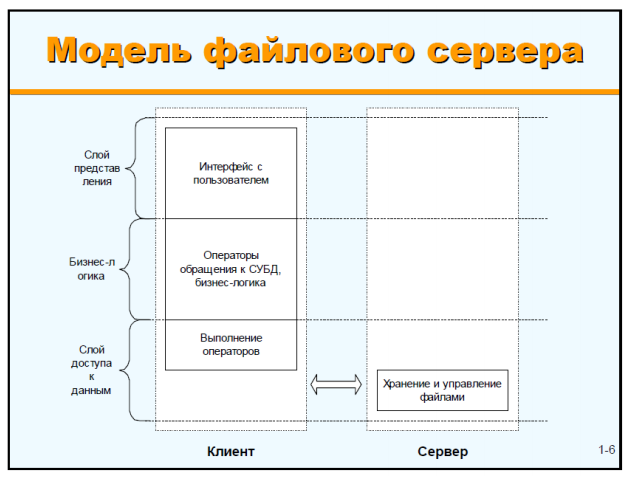 Модель файлового сервера
Слой
представ
ления
Интерфейс с
пользователем
Бизнес-л
огика
Операторы
обращения к СУБД,
бизнес-логика
Слой
доступа
к
данным
Выполнение
операторов
Хранение и управление
файлами
Клиент
Сервер
1-6